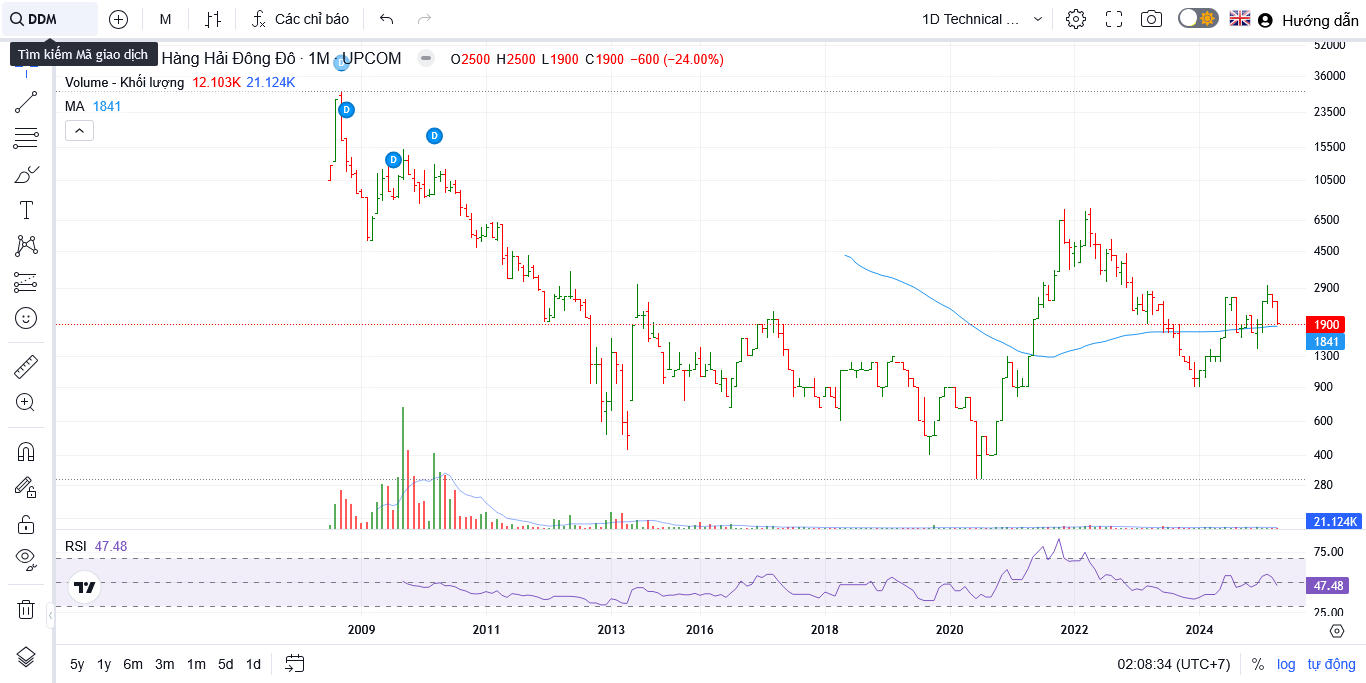 DDM M Các chỉ báo 1D Technical ... Hướng dẫn
Tìm kiếm Mã giao dịch Hàng Hải Đông Đô · 1M · UPCOM O2500 H2500 L1900 C1900 −600 (−24.00%)
Volume - Khối lượng 12.103K 21.124K
MA 1841
D
D
D
D
52000
36000
23500
15500
10500
6500
4500
2900
1900
1841
1300
900
600
400
280
21.124K
RSI 47.48
75.00
47.48
25.00
2009 2011 2013 2016 2018 2020 2022 2024
5y 1y 6m 3m 1m 5d 1d 02:08:34 (UTC+7) % log tự động